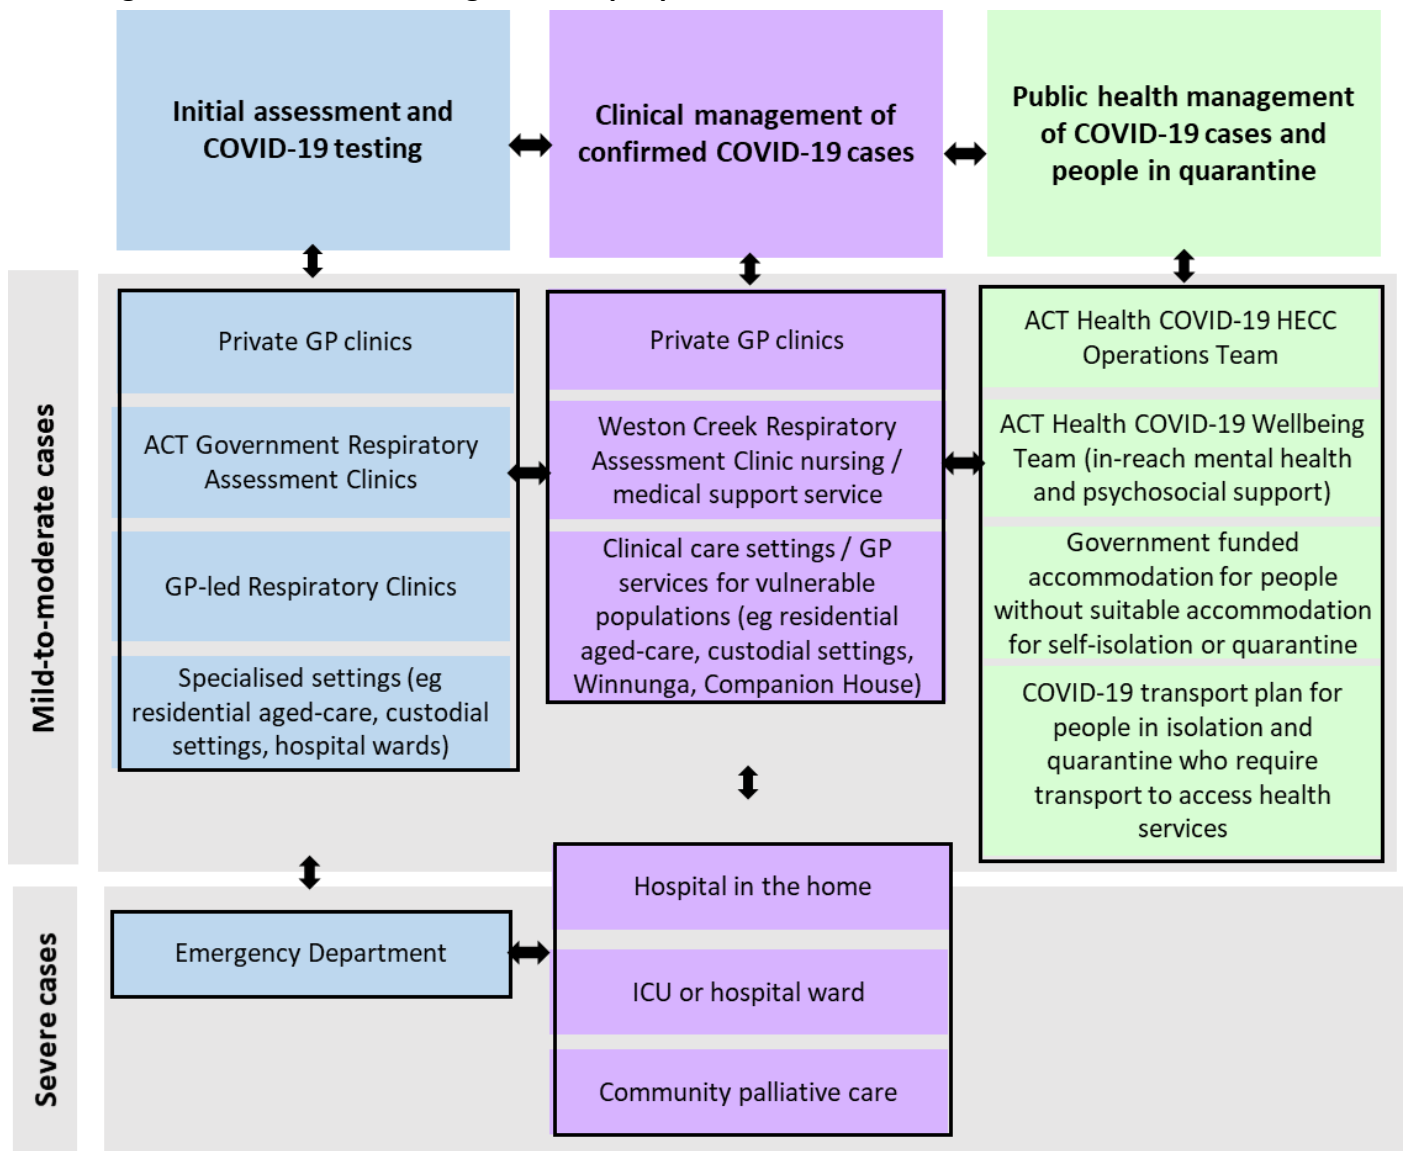 Initial assessment and
COVID-19 testing
Clinical management of
confirmed COVID-19 cases
Public health management
of COVID-19 cases and
people in quarantine
Mild-to-moderate cases
Private GP clinics
ACT Government Respiratory
Assessment Clinics
GP-led Respiratory Clinics
Specialised settings (eg
residential aged-care, custodial
settings, hospital wards)
Private GP clinics
Weston Creek Respiratory
Assessment Clinic nursing /
medical support service
Clinical care settings / GP
services for vulnerable
populations (eg residential
aged-care, custodial settings,
Winnunga, Companion House)
ACT Health COVID-19 HECC
Operations Team
ACT Health COVID-19 Wellbeing
Team (in-reach mental health
and psychosocial support)
Government funded
accommodation for people
without suitable accommodation
for self-isolation or quarantine
COVID-19 transport plan for
people in isolation and
quarantine who require
transport to access health
services
Severe cases
Emergency Department
Hospital in the home
ICU or hospital ward
Community palliative care